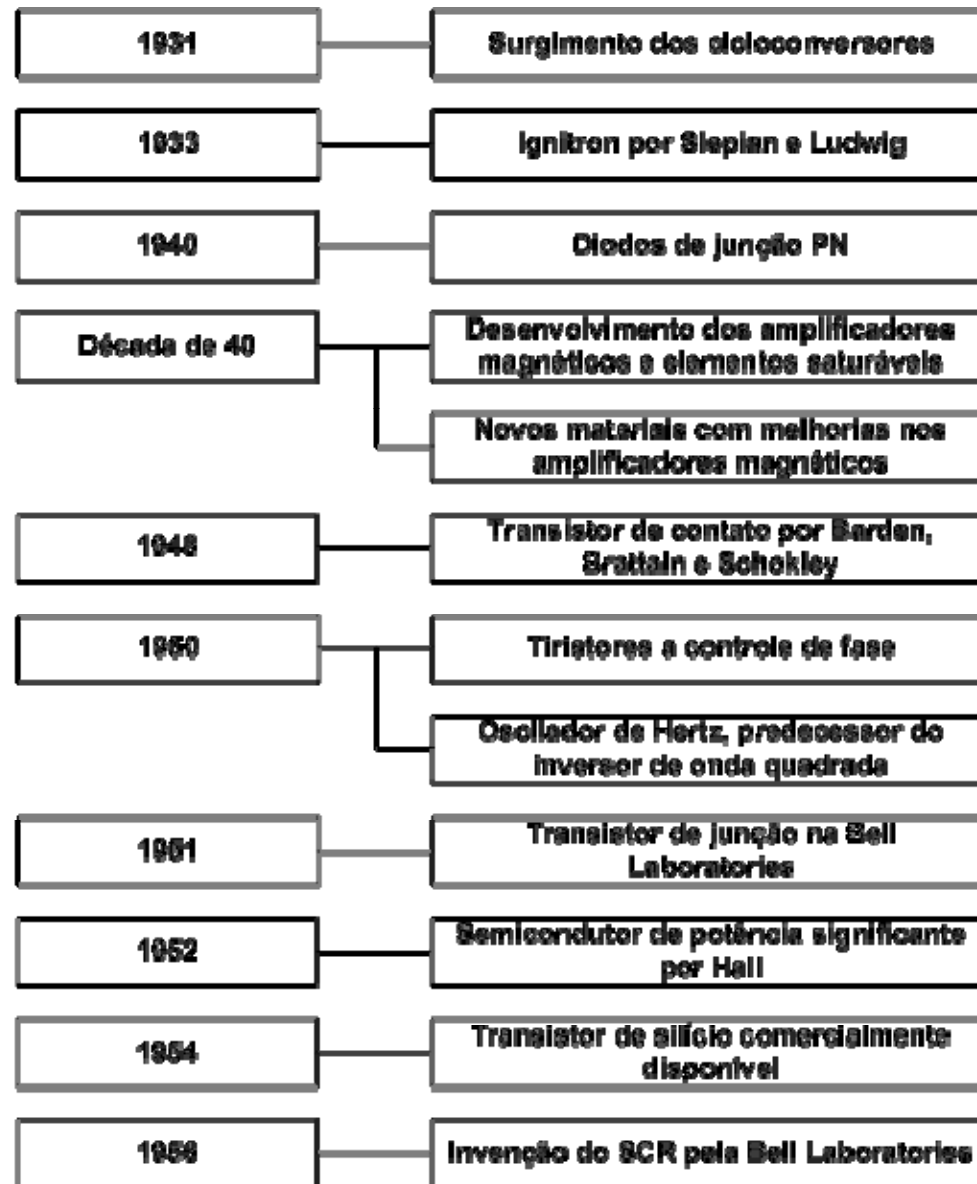 1931
Surgimento dos cicloconversores
1933
Ignitron por Slepian e Ludwig
1940
Diodos de junção PN
Década de 40
Desenvolvimento dos amplificadores
magnéticos e elementos saturáveis
Novos materiais com melhorias nos
amplificadores magnéticos
1948
Transistor de contato por Barden,
Brattain e Schokley
1950
Tiristores a controle de fase
Oscilador de Hertz, predecessor do
inversor de onda quadrada
1951
Transistor de junção na Bell
Laboratories
1952
Semicondutor de potência significante
por Hall
1954
Transistor de silício comercialmente
disponível
Invenção do SCR pela Bell Laboratories